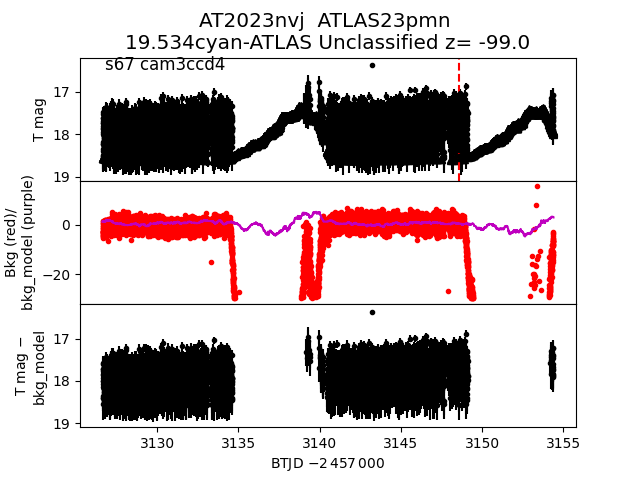 AT2023nvj  ATLAS23pmn
19.534cyan-ATLAS Unclassified z= -99.0
s67 cam3ccd4
T mag
17
18
19
Bkg (red)/
bkg_model (purple)
0
−20
T mag −
bkg_model
17
18
19
3130 3135 3140 3145 3150 3155
BTJD −2 457 000